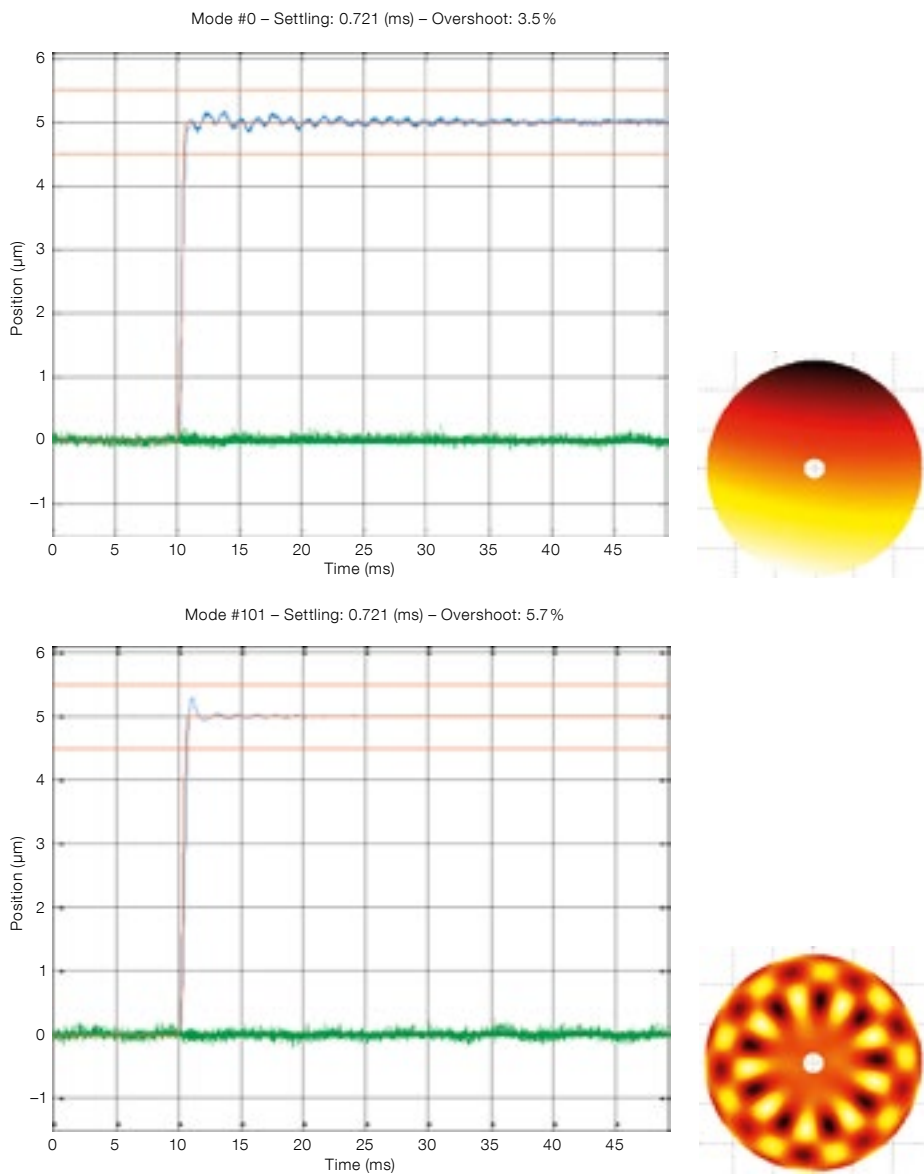 Mode #0 – Settling: 0.721 (ms) – Overshoot: 3.5 %
6
5
4
3
2
1
0
–1
Position (µm)
0 5 10 15 20 25 30 35 40 45
Time (ms)
Mode #101 – Settling: 0.721 (ms) – Overshoot: 5.7 %
6
5
4
3
2
1
0
–1
Position (µm)
0 5 10 15 20 25 30 35 40 45
Time (ms)